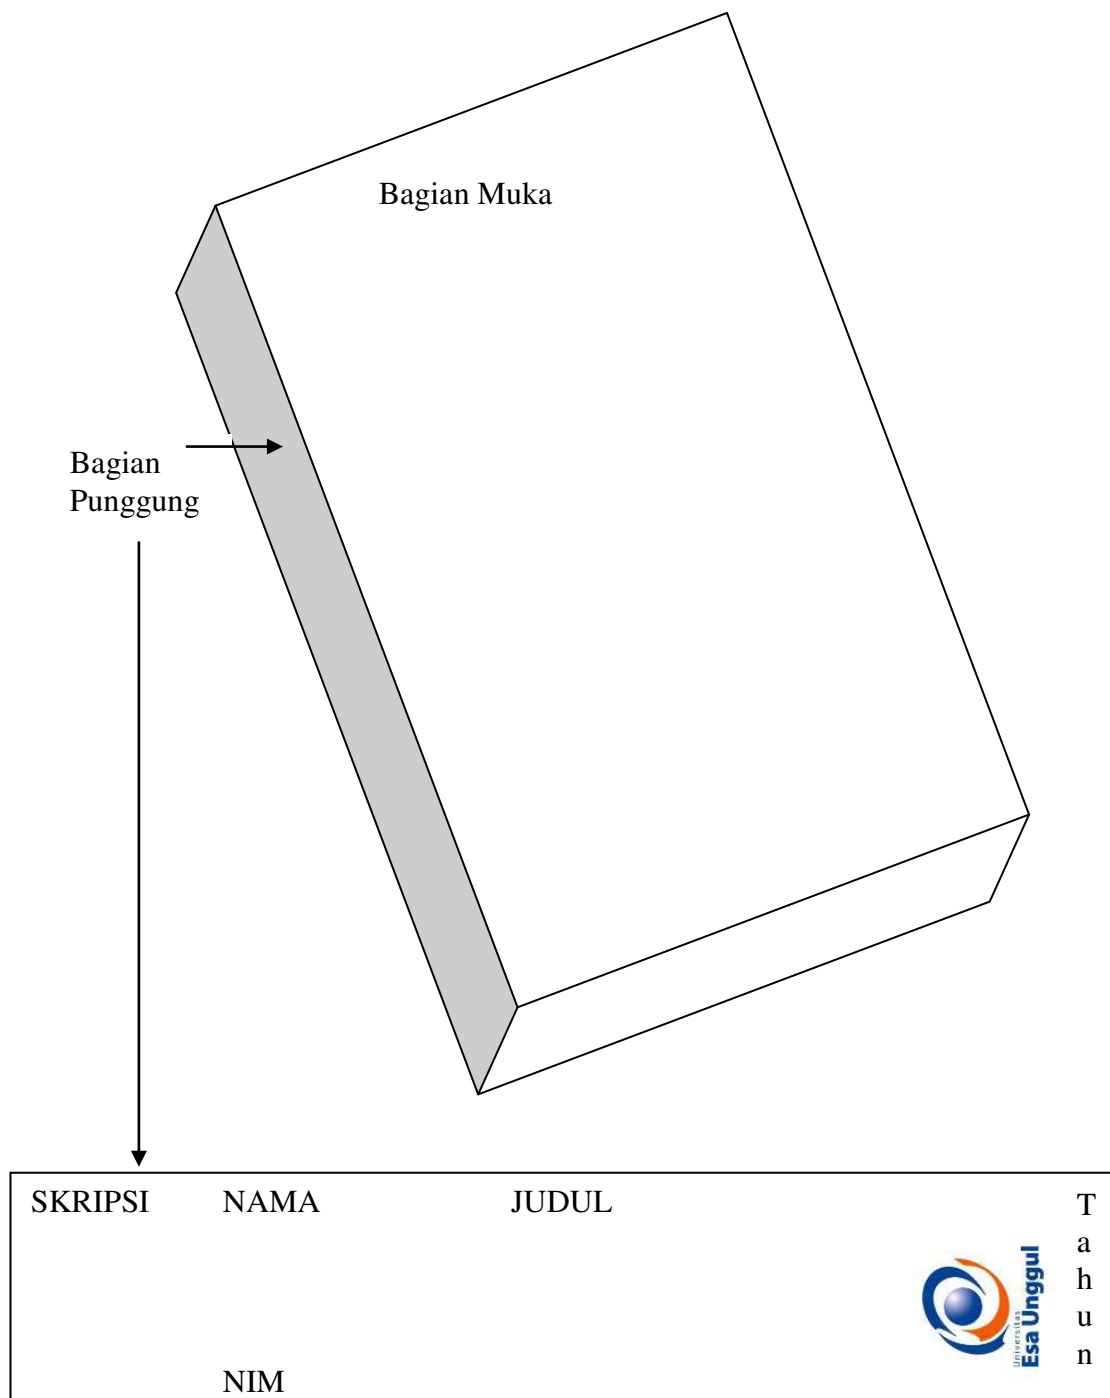 Bagian Muka
Bagian
Punggung
SKRIPSI NAMA JUDUL
NIM
Universitas
Esa Unggul
T
a
h
u
n